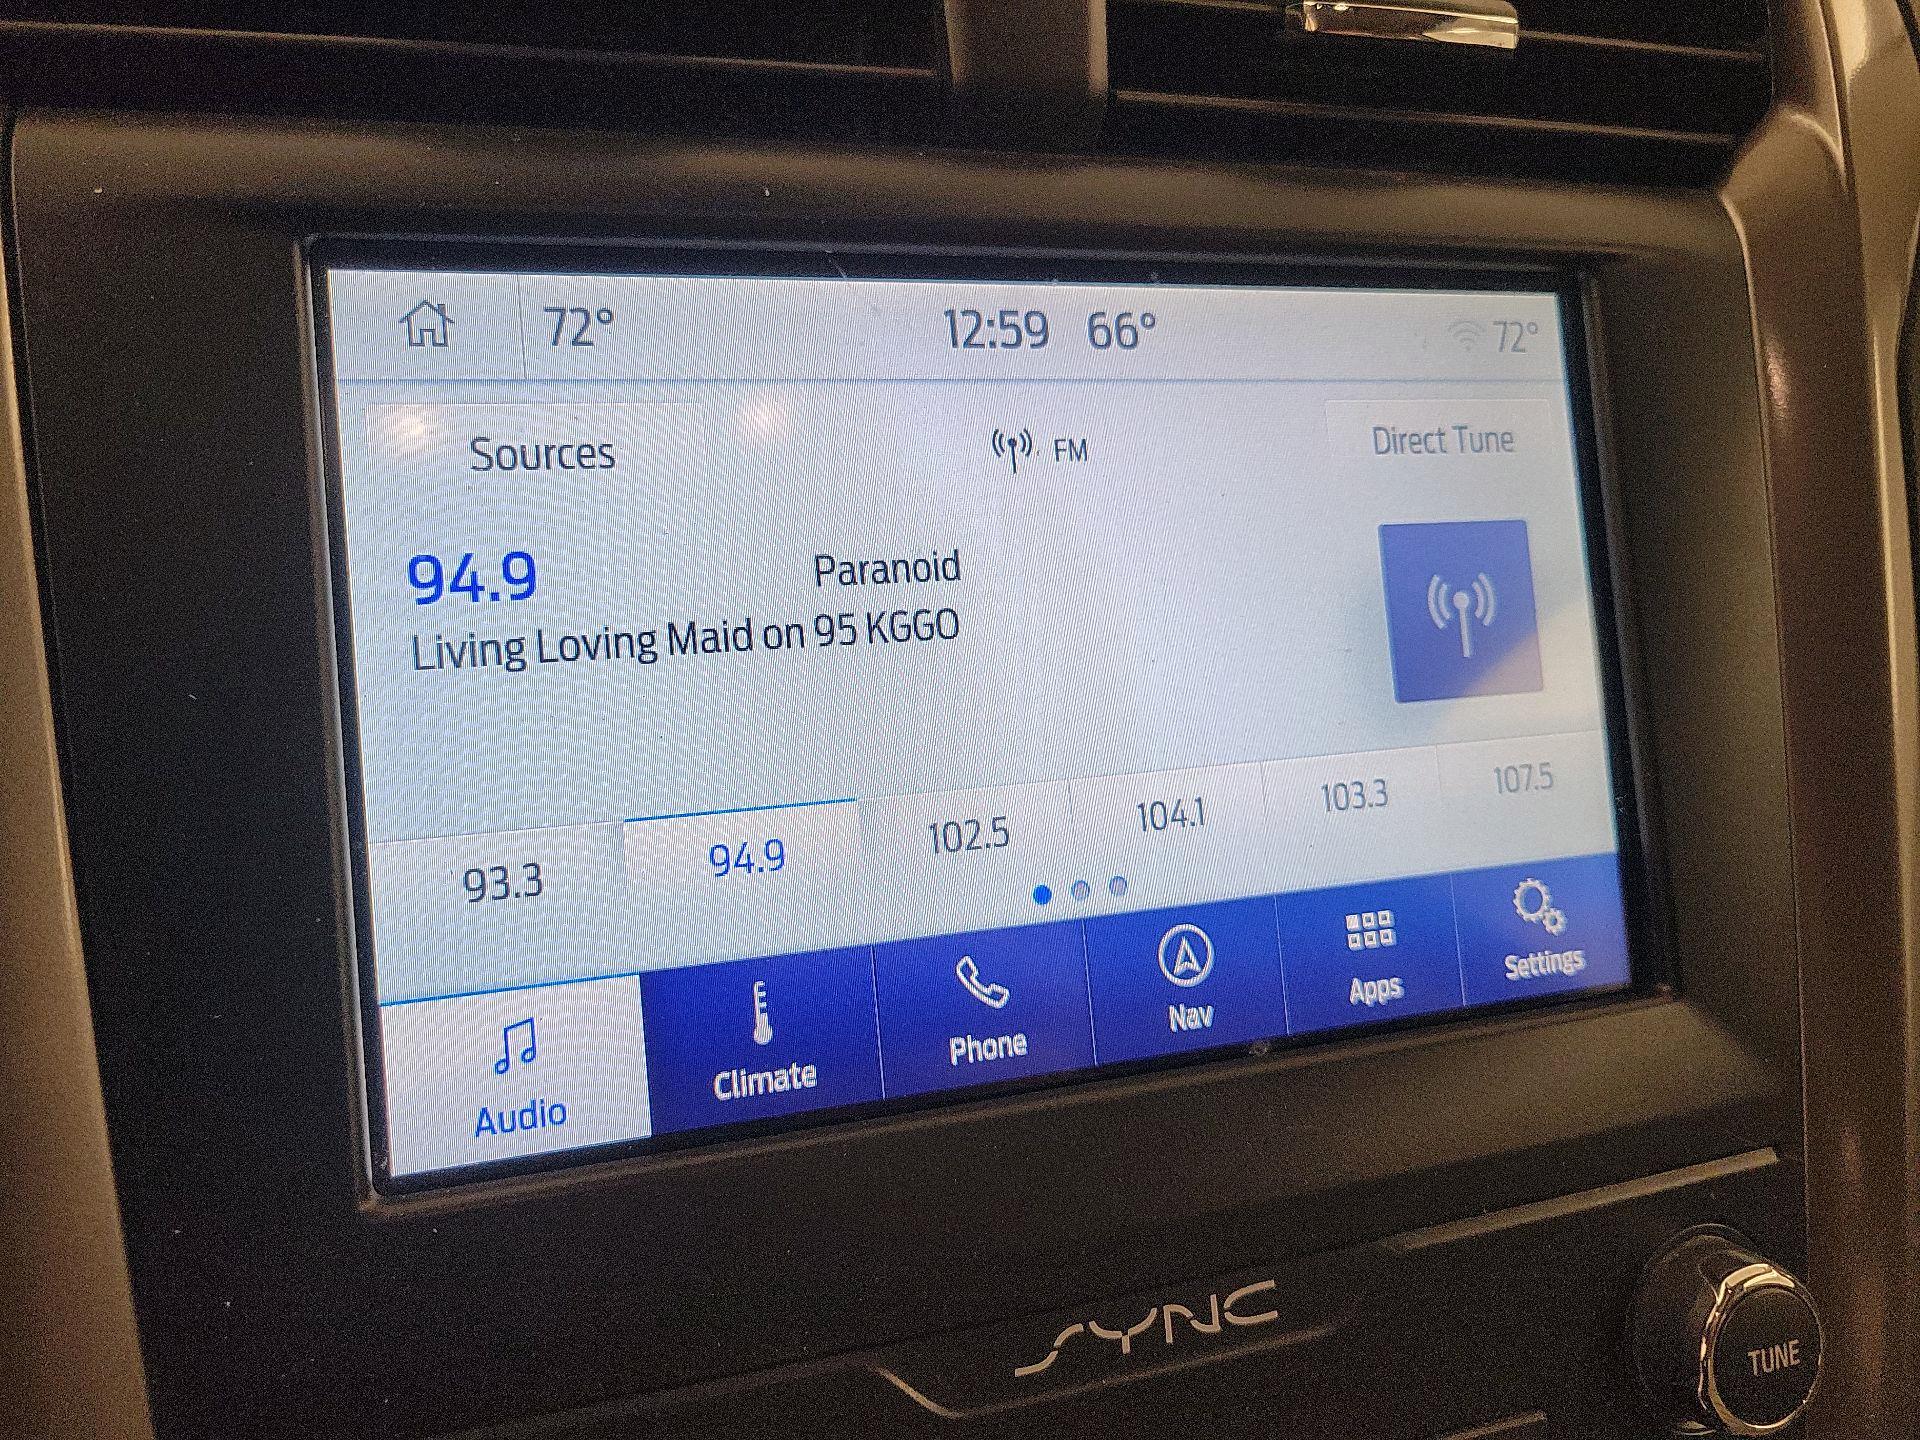 72° 12:59 66° 72°
Sources FM Direct Tune
94.9 Paranoid
Living Loving Maid on 95 KGGO
93.3 94.9 102.5 104.1 103.3 107.5
Audio Climate Phone Nav Apps Settings
SYNC
TUNE